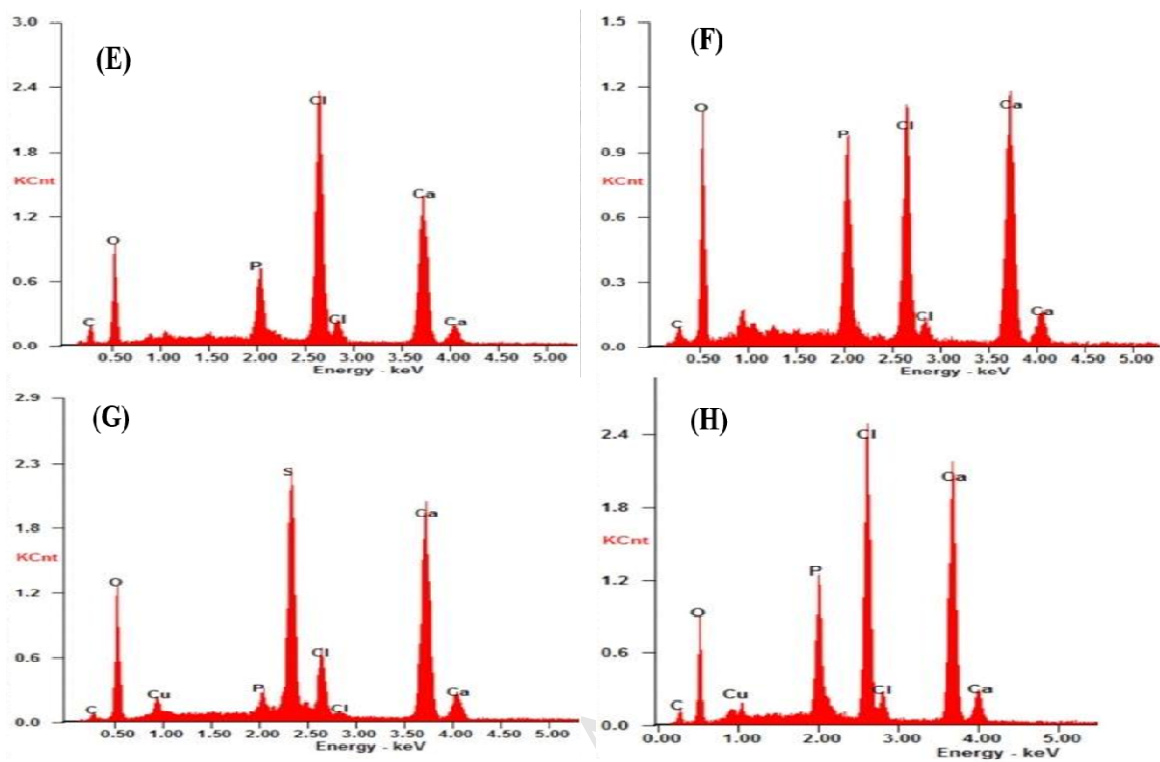 (E)
3.0
2.4
1.8
KCnt
1.2
0.6
0.0
C
O
P
Cl
Cl
Ca
Ca
0.50 1.00 1.50 2.00 2.50 3.00 3.50 4.00 4.50 5.00
Energy - keV
(F)
1.5
1.2
0.9
KCnt
0.6
0.3
0.0
C
O
P
Cl
Cl
Ca
Ca
0.5 1.00 1.50 2.00 2.50 3.00 3.50 4.00 4.50 5.00
Energy - keV
(G)
2.9
2.3
1.8
KCnt
1.2
0.6
0.0
C
O
Cu
P
S
Cl
Cl
Ca
Ca
0.50 1.00 1.50 2.00 2.50 3.00 3.50 4.00 4.50 5.00
Energy - keV
(H)
2.4
1.8
KCnt
1.2
0.6
0.0
C
O
Cu
P
Cl
Cl
Ca
Ca
0.00 1.00 2.00 3.00 4.00 5.00
Energy - keV